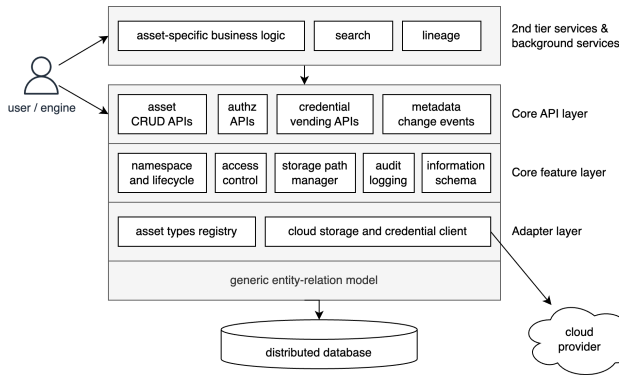 asset-specific business logic
search
lineage
2nd tier services &
background services
user / engine
asset
CRUD APIs
authz
APIs
credential
vending APIs
metadata
change events
Core API layer
namespace
and lifecycle
access
control
storage path
manager
audit
logging
information
schema
Core feature layer
asset types registry
cloud storage and credential client
Adapter layer
generic entity-relation model
distributed database
cloud
provider